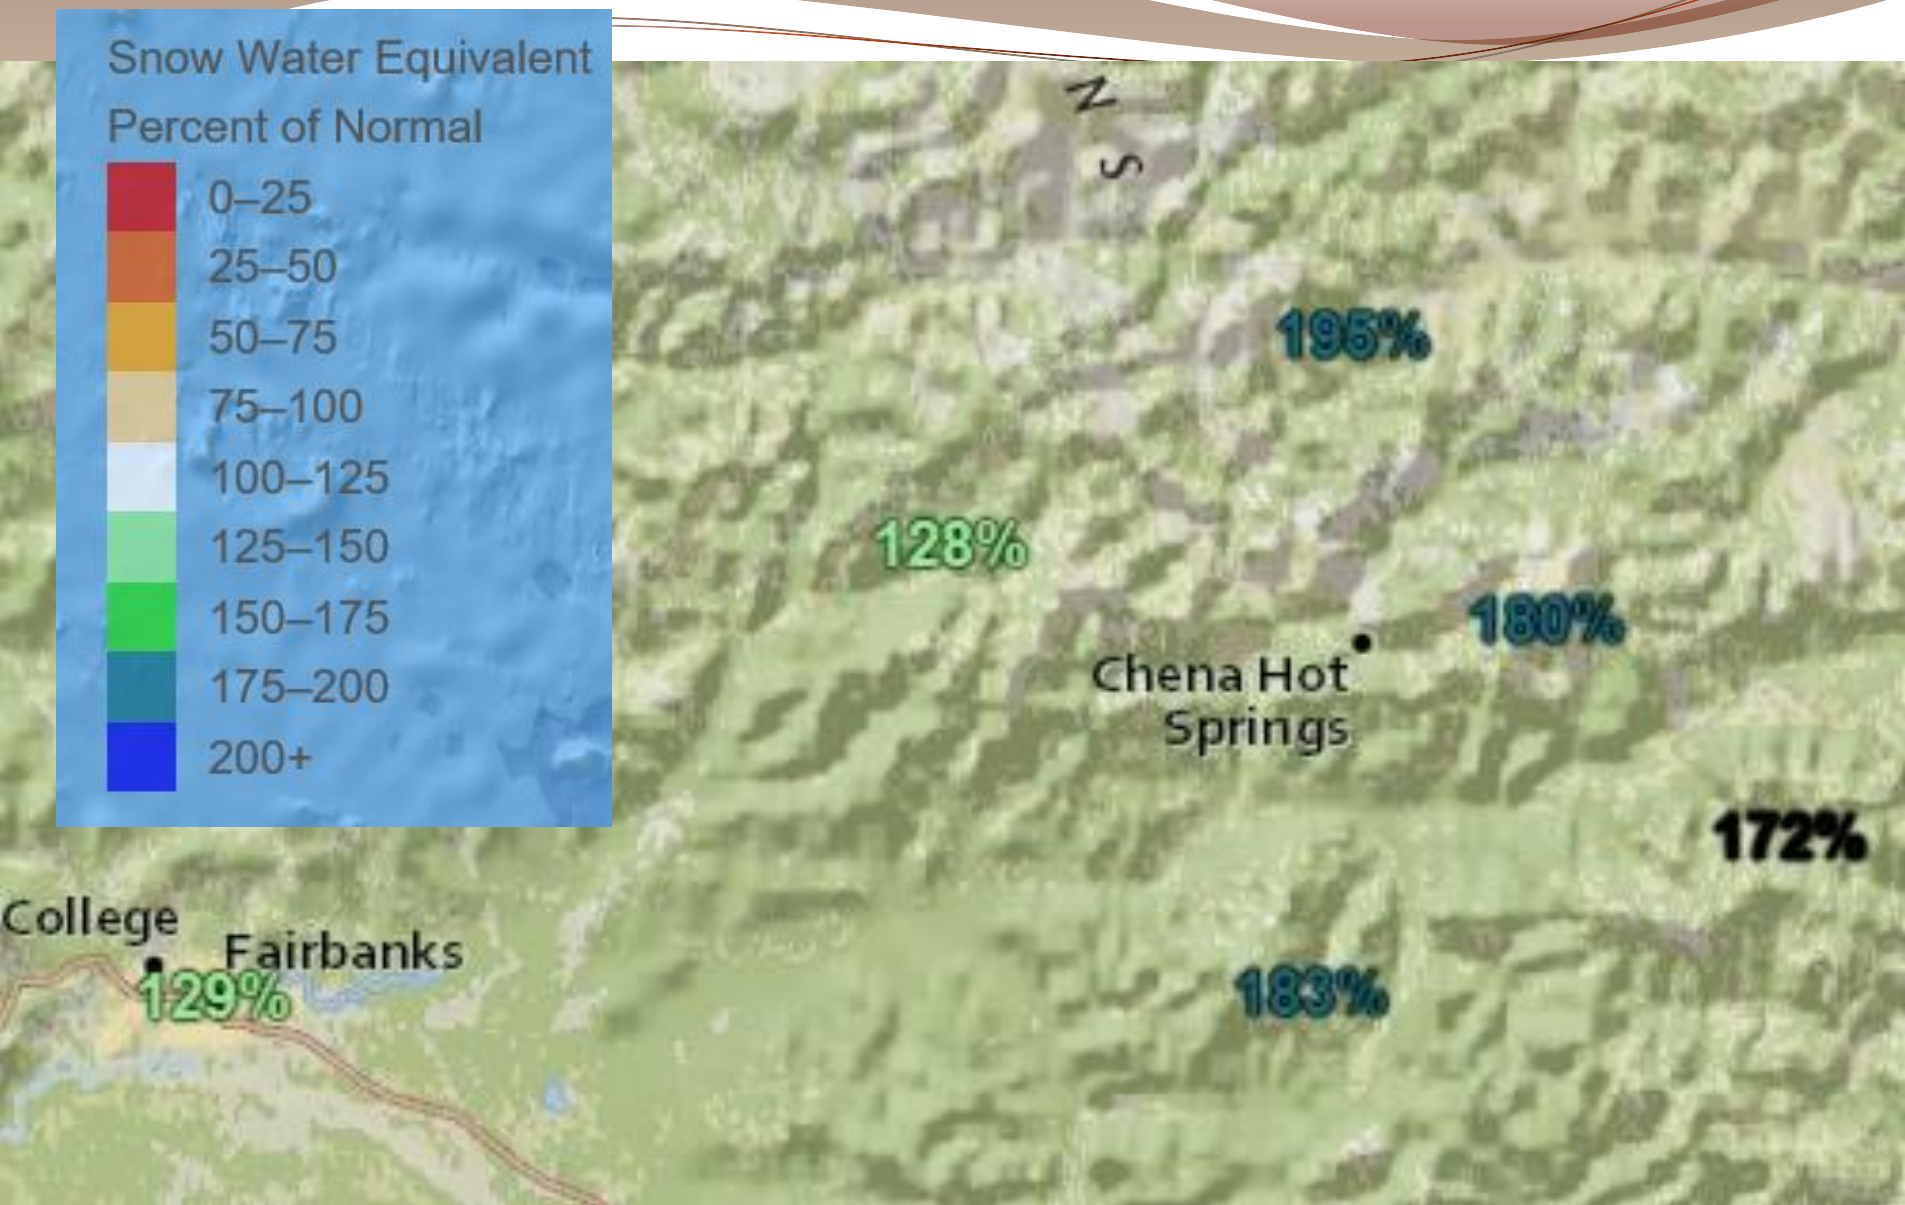 Snow Water Equivalent
Percent of Normal
0–25
25–50
50–75
75–100
100–125
125–150
150–175
175–200
200+
N
S
195%
128%
180%
Chena Hot
Springs
172%
College
Fairbanks
129%
183%